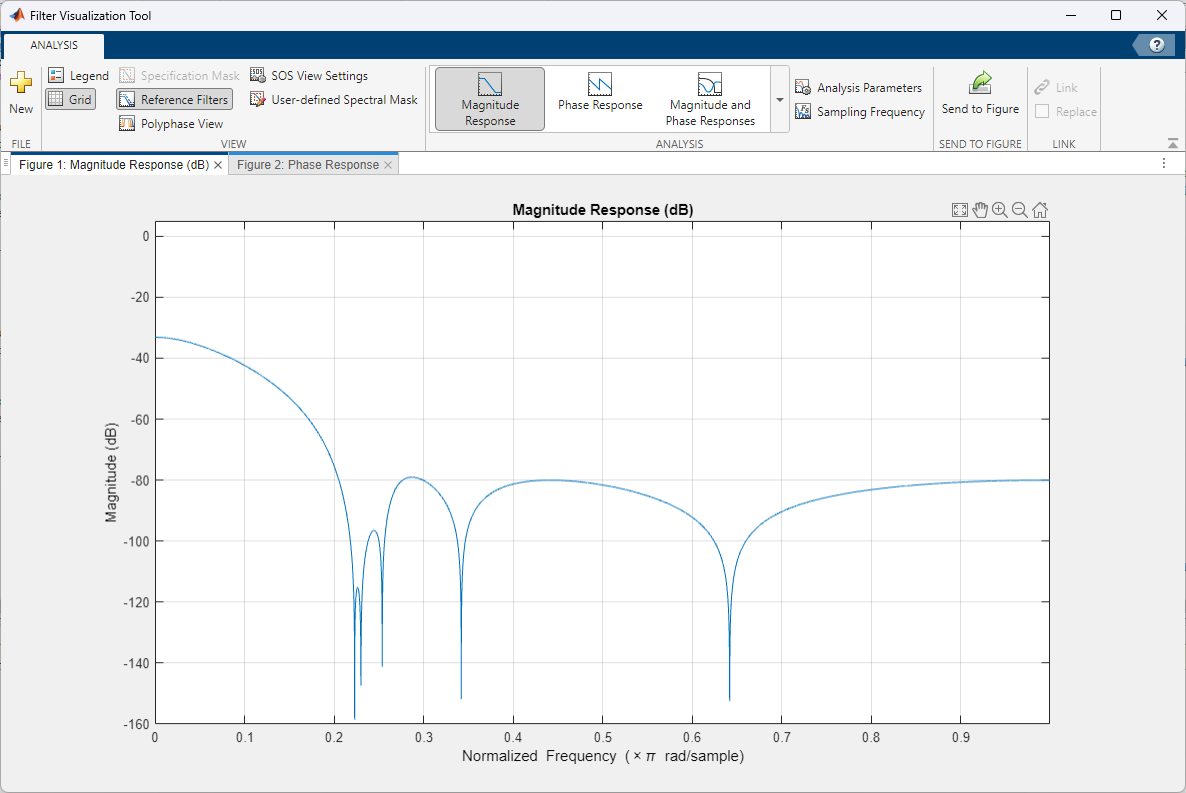 Filter Visualization Tool
ANALYSIS
?
New
Legend
Grid
Specification Mask
Reference Filters
Polyphase View
SOS View Settings
User-defined Spectral Mask
Magnitude
Response
Phase Response
Magnitude and
Phase Responses
Analysis Parameters
Sampling Frequency
Send to Figure
Link
Replace
FILE
VIEW
ANALYSIS
SEND TO FIGURE
LINK
Figure 1: Magnitude Response (dB)
Figure 2: Phase Response
Magnitude Response (dB)
0
-20
-40
-60
-80
-100
-120
-140
-160
Magnitude (dB)
0 0.1 0.2 0.3 0.4 0.5 0.6 0.7 0.8 0.9
Normalized Frequency (× π rad/sample)